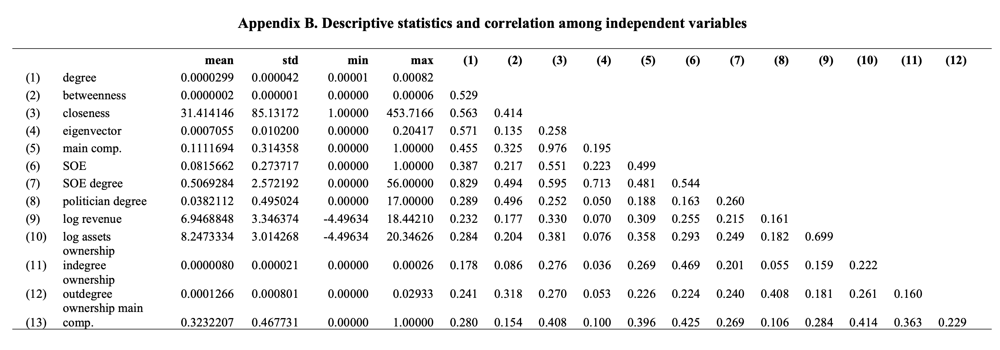 Appendix B. Descriptive statistics and correlation among independent variables
mean std min max (1) (2) (3) (4) (5) (6) (7) (8) (9) (10) (11) (12)
(1) degree 0.0000299 0.000042 0.00001 0.00082
(2) betweenness 0.0000002 0.000001 0.00000 0.00006 0.529
(3) closeness 31.414146 85.13172 1.00000 453.7166 0.563 0.414
(4) eigenvector 0.0007055 0.010200 0.00000 0.20417 0.571 0.135 0.258
(5) main comp. 0.1111694 0.314358 0.00000 1.00000 0.455 0.325 0.976 0.195
(6) SOE 0.0815662 0.273717 0.00000 1.00000 0.387 0.217 0.551 0.223 0.499
(7) SOE degree 0.5069284 2.572192 0.00000 56.00000 0.829 0.494 0.595 0.713 0.481 0.544
(8) politician degree 0.0382112 0.495024 0.00000 17.00000 0.289 0.496 0.252 0.050 0.188 0.163 0.260
(9) log revenue 6.9468848 3.346374 -4.49634 18.44210 0.232 0.177 0.330 0.070 0.309 0.255 0.215 0.161
(10) log assets 8.2473334 3.014268 -4.49634 20.34626 0.284 0.204 0.381 0.076 0.358 0.293 0.249 0.182 0.699
ownership
(11) indegree 0.0000080 0.000021 0.00000 0.00026 0.178 0.086 0.276 0.036 0.269 0.469 0.201 0.055 0.159 0.222
ownership
(12) outdegree 0.0001266 0.000801 0.00000 0.02933 0.241 0.318 0.270 0.053 0.226 0.224 0.240 0.408 0.181 0.261 0.160
ownership main
(13) comp. 0.3232207 0.467731 0.00000 1.00000 0.280 0.154 0.408 0.100 0.396 0.425 0.269 0.106 0.284 0.414 0.363 0.229